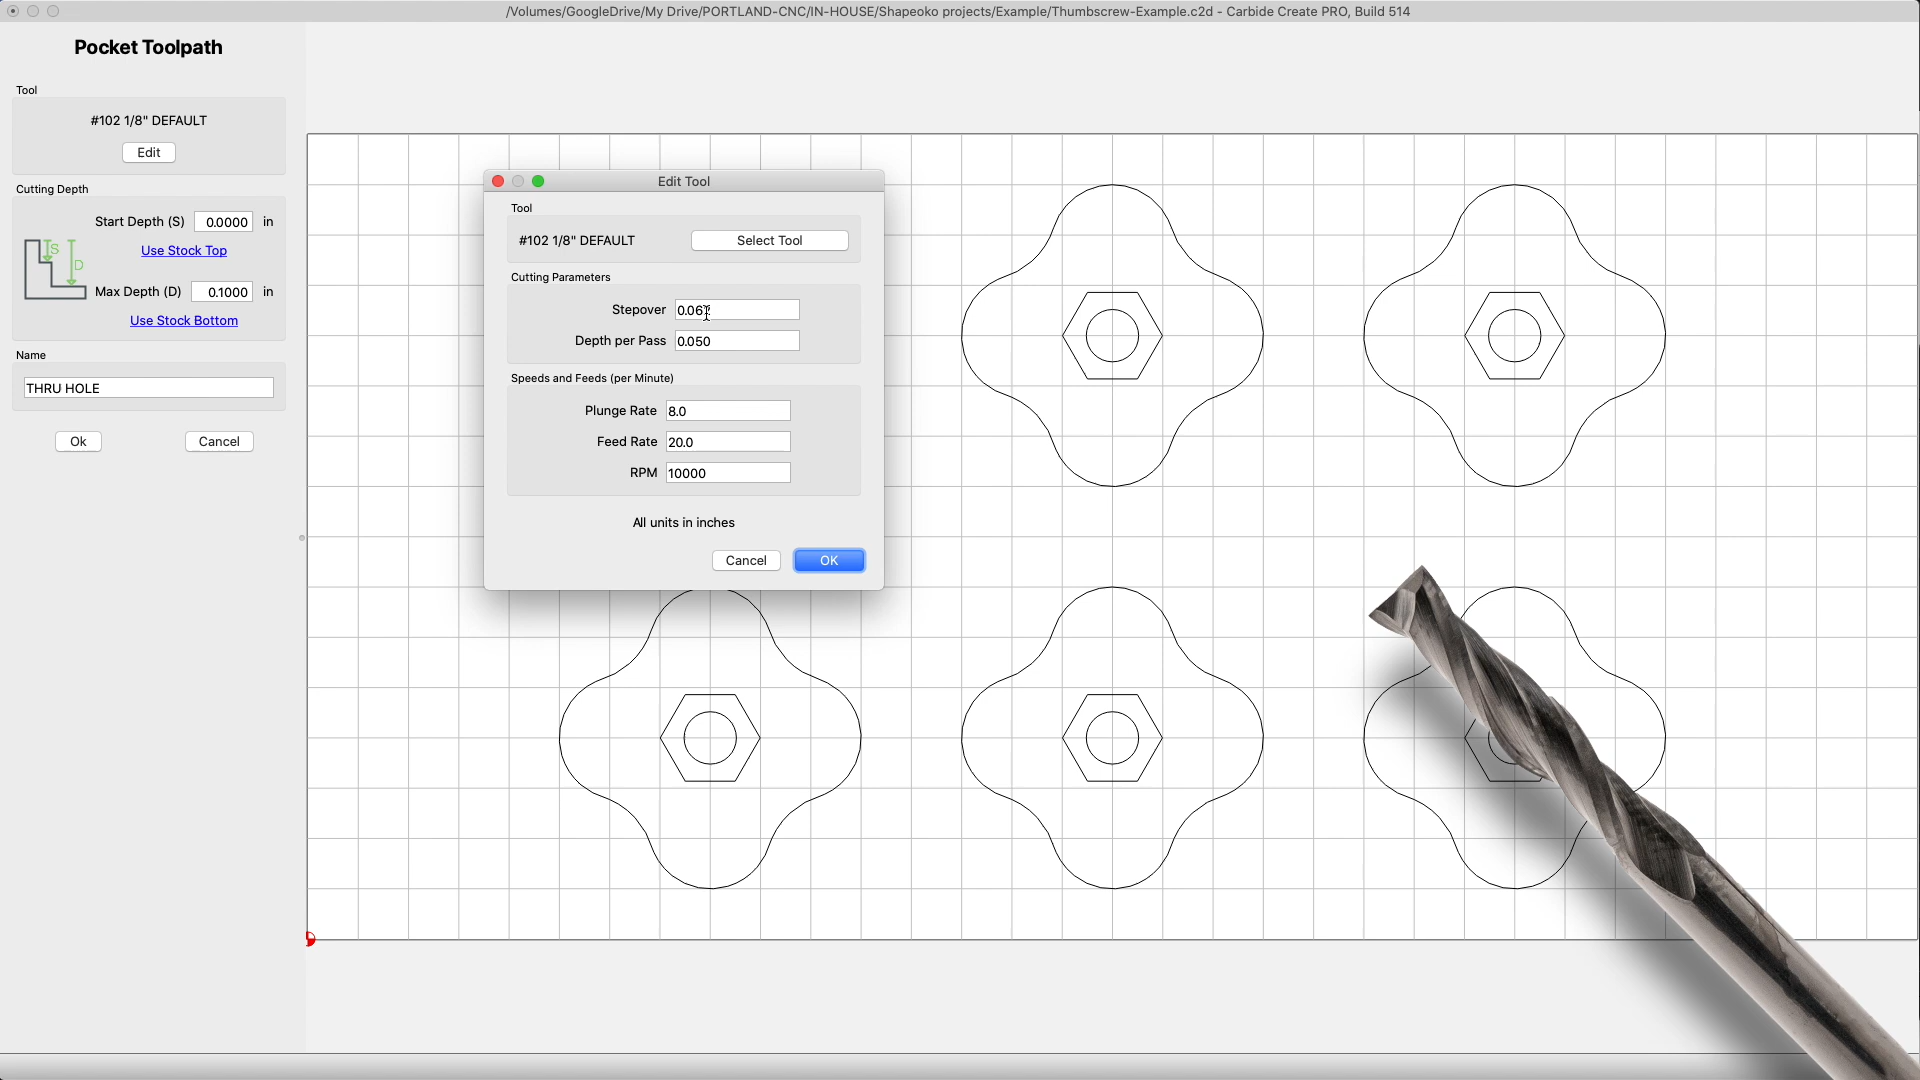 /Volumes/GoogleDrive/My Drive/PORTLAND-CNC/IN-HOUSE/Shapeoko projects/Example/Thumbscrew-Example.c2d - Carbide Create PRO, Build 514
Pocket Toolpath
Tool
#102 1/8" DEFAULT
Edit
Cutting Depth
Start Depth (S) 0.0000 in
Use Stock Top
S
D
Max Depth (D) 0.1000 in
Use Stock Bottom
Name
THRU HOLE
Ok Cancel
Edit Tool
Tool
#102 1/8" DEFAULT Select Tool
Cutting Parameters
Stepover
Depth per Pass 0.050
Speeds and Feeds (per Minute)
Plunge Rate 8.0
Feed Rate 20.0
RPM 10000
All units in inches
Cancel OK